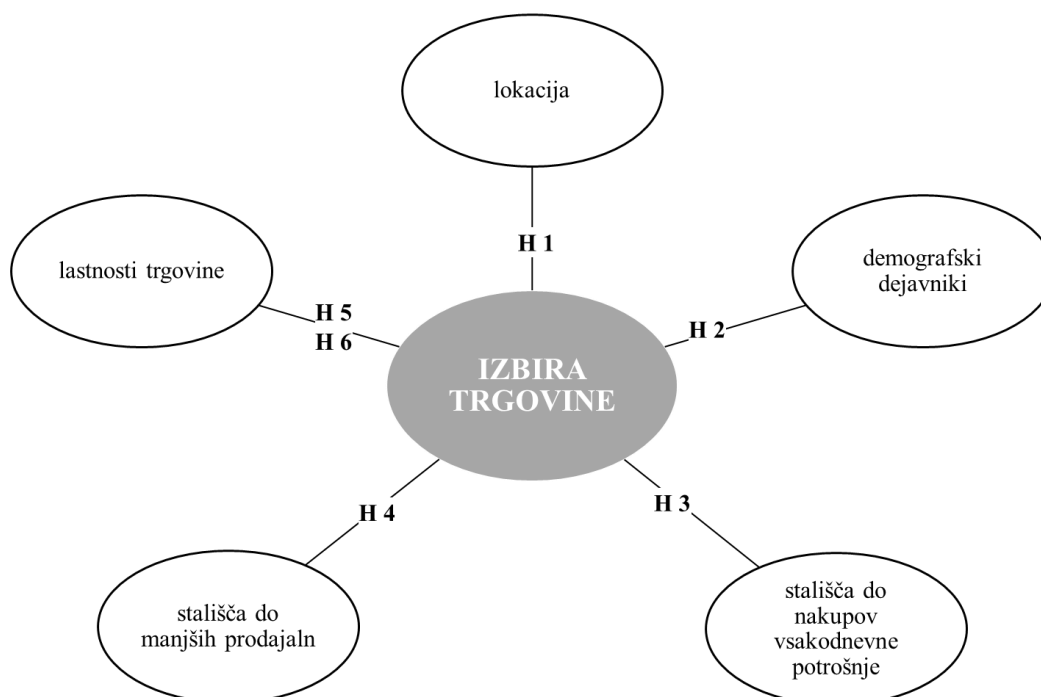 lokacija
H 1
lastnosti trgovine
demografski
dejavniki
H 5
H 6
H 2
IZBIRA
TRGOVINE
H 4
H 3
stališča do
manjših prodajaln
stališča do
nakupov
vsakodnevne
potrošnje